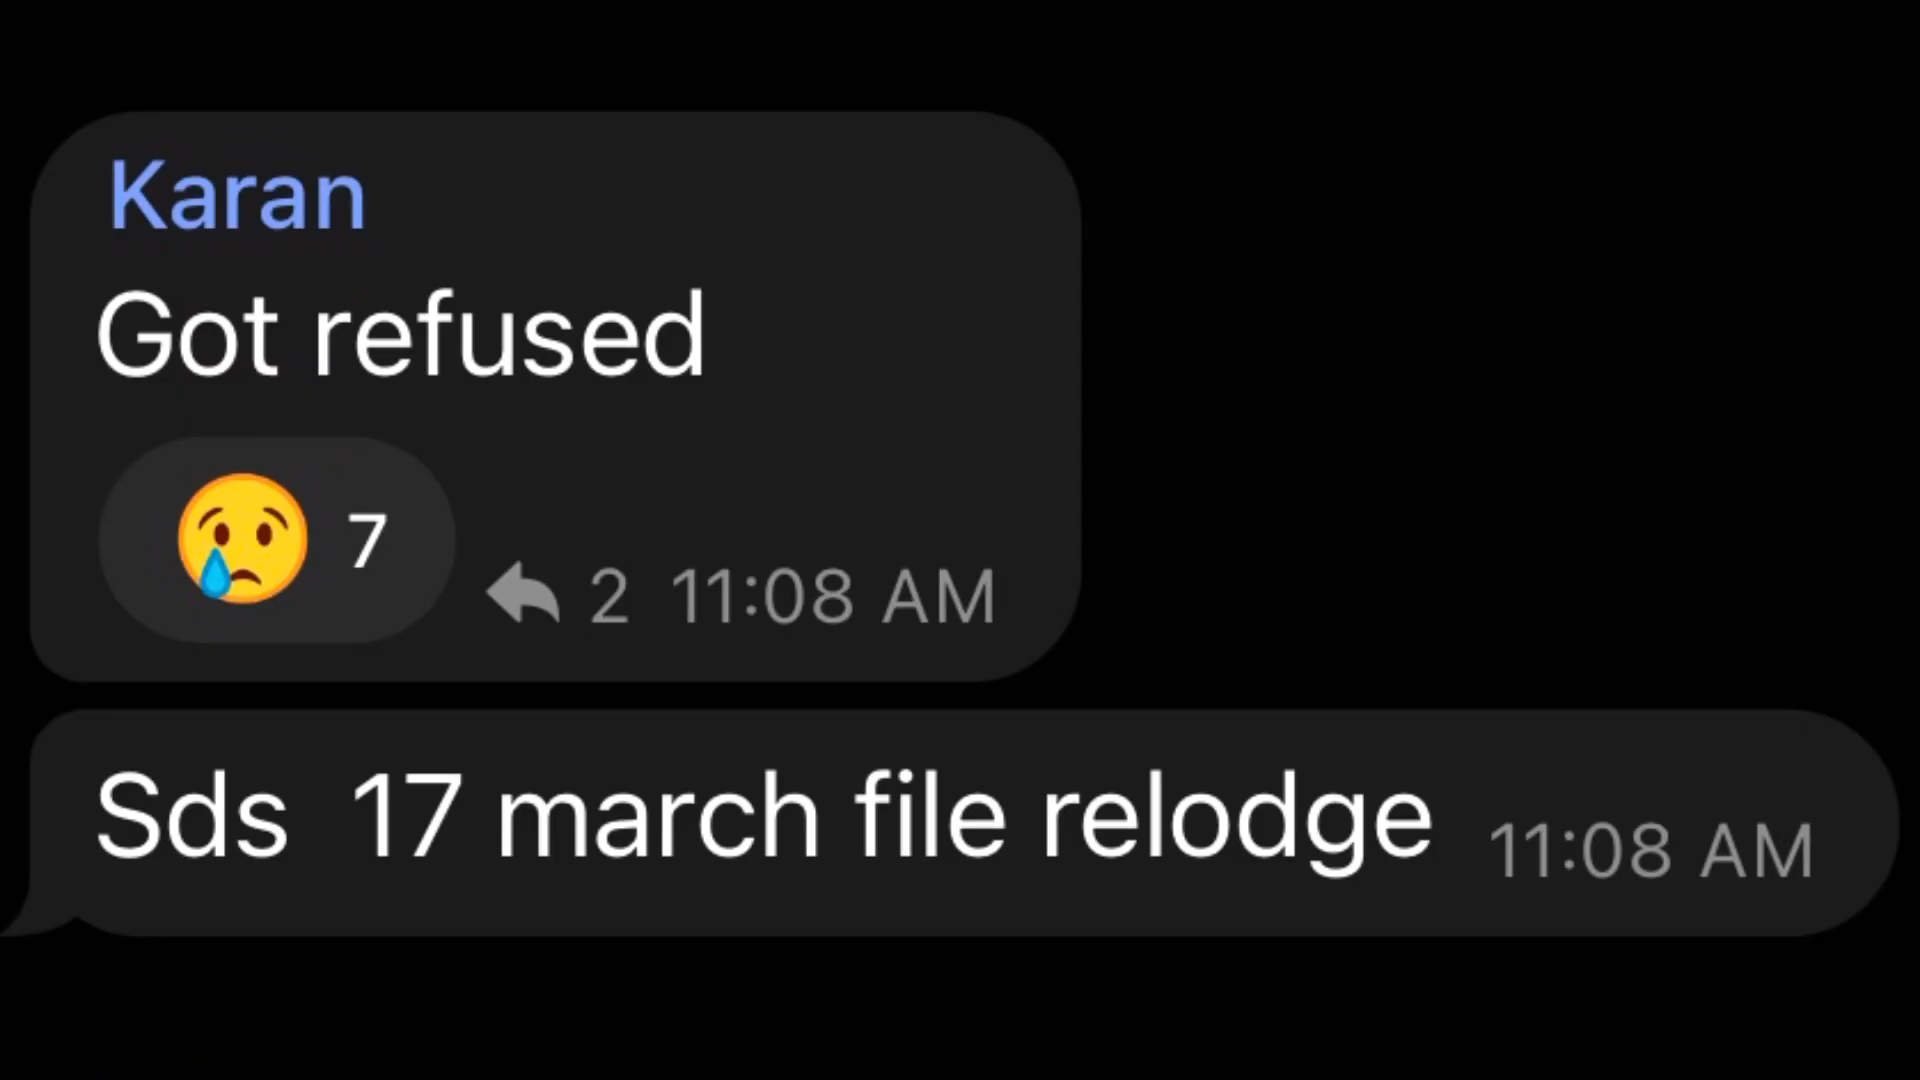 Karan
Got refused
😢 7 2 11:08 AM
Sds 17 march file relodge 11:08 AM